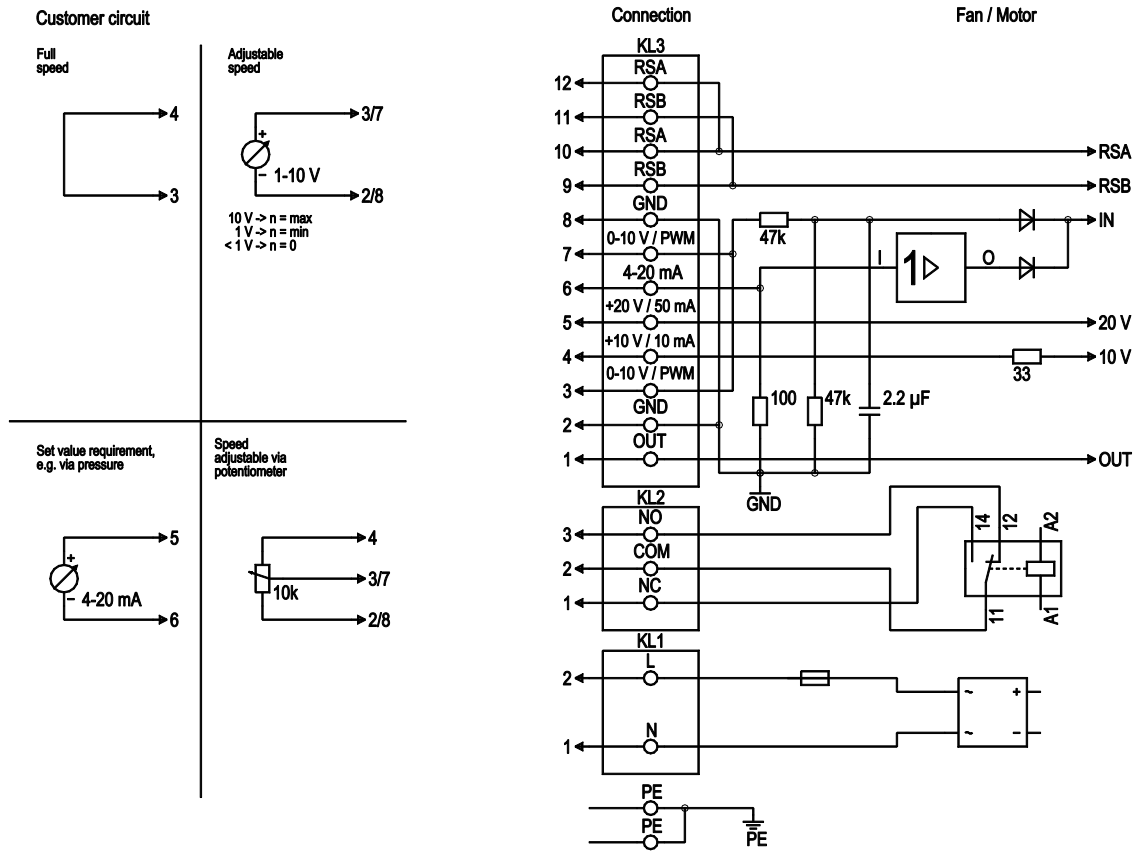 Customer circuit
Full
speed
4
3
Adjustable
speed
3/7
+
– 1-10 V
2/8
10 V -> n = max
1 V -> n = min
< 1 V -> n = 0
Set value requirement,
e.g. via pressure
5
+
– 4-20 mA
6
Speed
adjustable via
potentiometer
4
3/7
10k
2/8
Connection
Fan / Motor
KL3
RSA
12
RSB
11
RSA
10
RSA
RSB
9
RSB
GND
8
47k
IN
0-10 V / PWM
7
I
1
O
4-20 mA
6
+20 V / 50 mA
5
20 V
+10 V / 10 mA
4
33
10 V
0-10 V / PWM
3
100
47k
2.2 µF
GND
2
OUT
1
OUT
GND
KL2
NO
3
COM
2
NC
1
14
12
A2
11
A1
KL1
L
2
~
+
N
1
~
–
PE
PE
PE